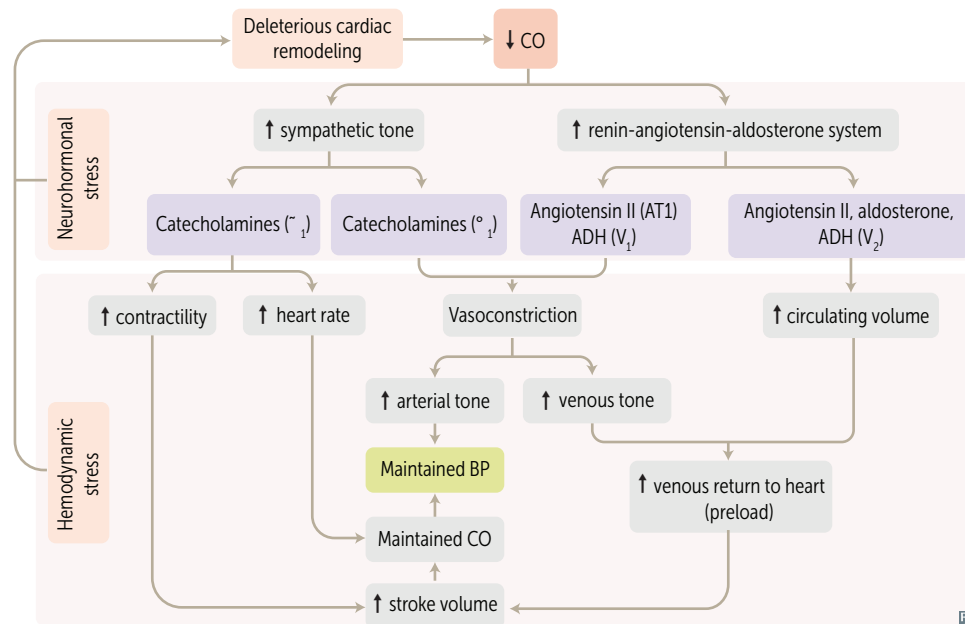 Deleterious cardiac
remodeling
↓ CO
Neurohormonal
stress
↑ sympathetic tone
↑ renin-angiotensin-aldosterone system
Catecholamines (˜₁)
Catecholamines (°₁)
Angiotensin II (AT1)
ADH (V₁)
Angiotensin II, aldosterone,
ADH (V₂)
Hemodynamic
stress
↑ contractility
↑ heart rate
Vasoconstriction
↑ circulating volume
↑ arterial tone
↑ venous tone
Maintained BP
↑ venous return to heart
(preload)
Maintained CO
↑ stroke volume